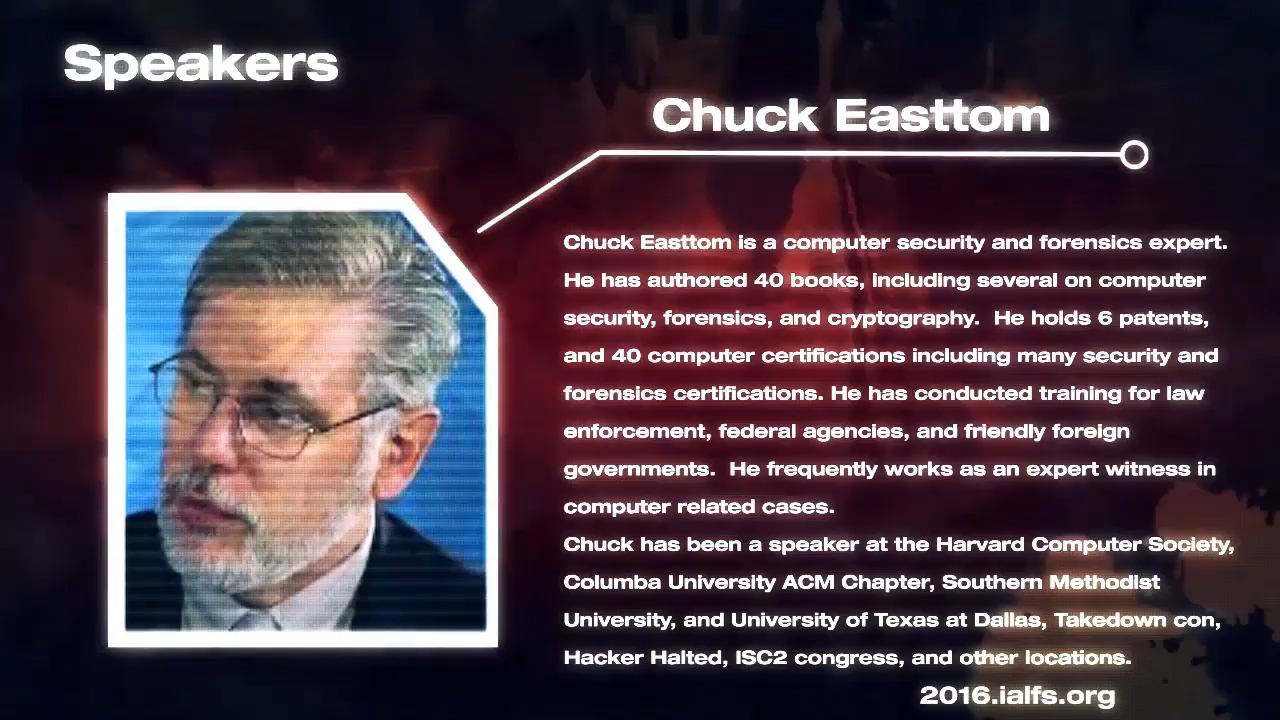 Speakers
Chuck Easttom
Chuck Easttom is a computer security and forensics expert.
He has authored 40 books, including several on computer
security, forensics, and cryptography.  He holds 6 patents,
and 40 computer certifications including many security and
forensics certifications. He has conducted training for law
enforcement, federal agencies, and friendly foreign
governments.  He frequently works as an expert witness in
computer related cases.
Chuck has been a speaker at the Harvard Computer Society,
Columba University ACM Chapter, Southern Methodist
University, and University of Texas at Dallas, Takedown con,
Hacker Halted, ISC2 congress, and other locations.
2016.ialfs.org